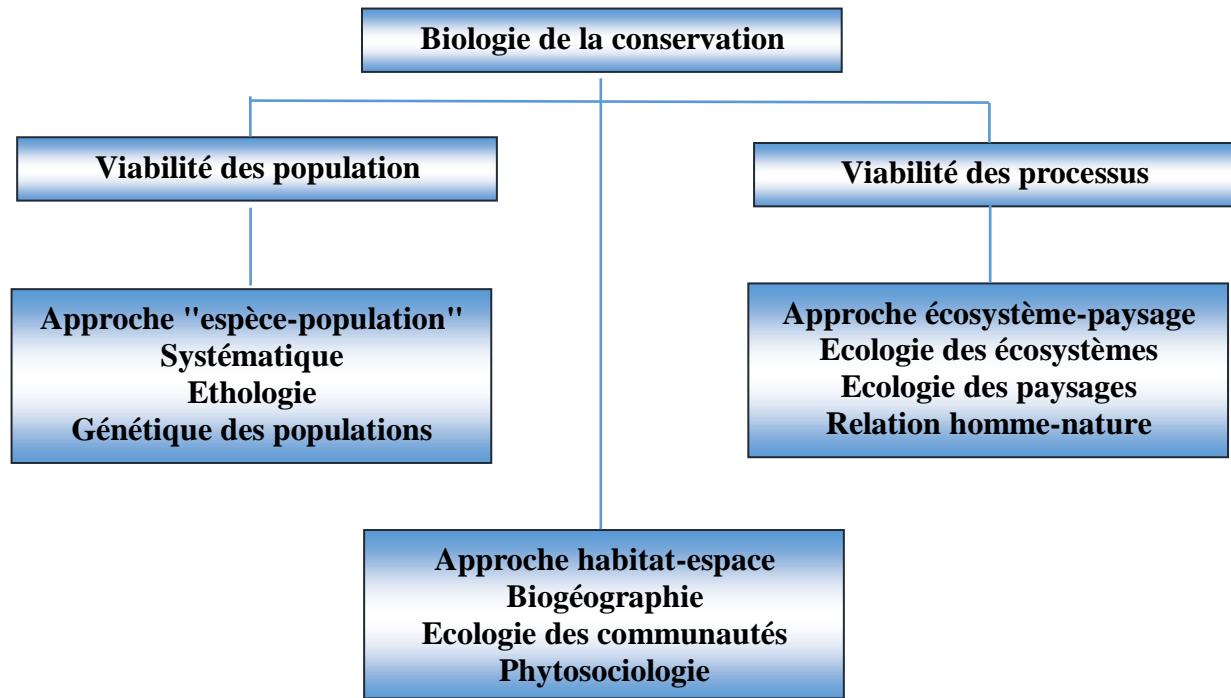 Biologie de la conservation
Viabilité des population
Viabilité des processus
Approche "espèce-population"
Systématique
Ethologie
Génétique des populations
Approche écosystème-paysage
Ecologie des écosystèmes
Ecologie des paysages
Relation homme-nature
Approche habitat-espace
Biogéographie
Ecologie des communautés
Phytosociologie